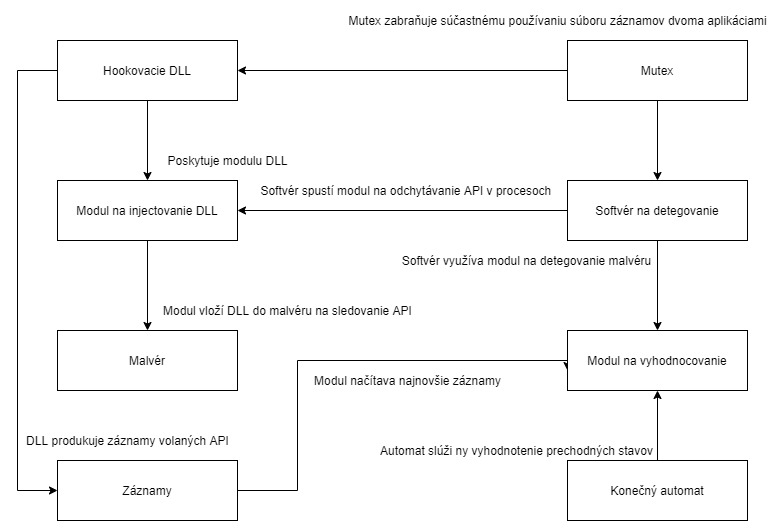 Mutex zabraňuje súčastnému používaniu súboru záznamov dvoma aplikáciami
Hookovacie DLL
Mutex
Poskytuje modulu DLL
Softvér spustí modul na odchytávanie API v procesoch
Modul na injectovanie DLL
Softvér na detegovanie
Softvér využíva modul na detegovanie malvéru
Modul vloží DLL do malvéru na sledovanie API
Malvér
Modul na vyhodnocovanie
Modul načítava najnovšie záznamy
DLL produkuje záznamy volaných API
Automat slúži ny vyhodnotenie prechodných stavov
Záznamy
Konečný automat